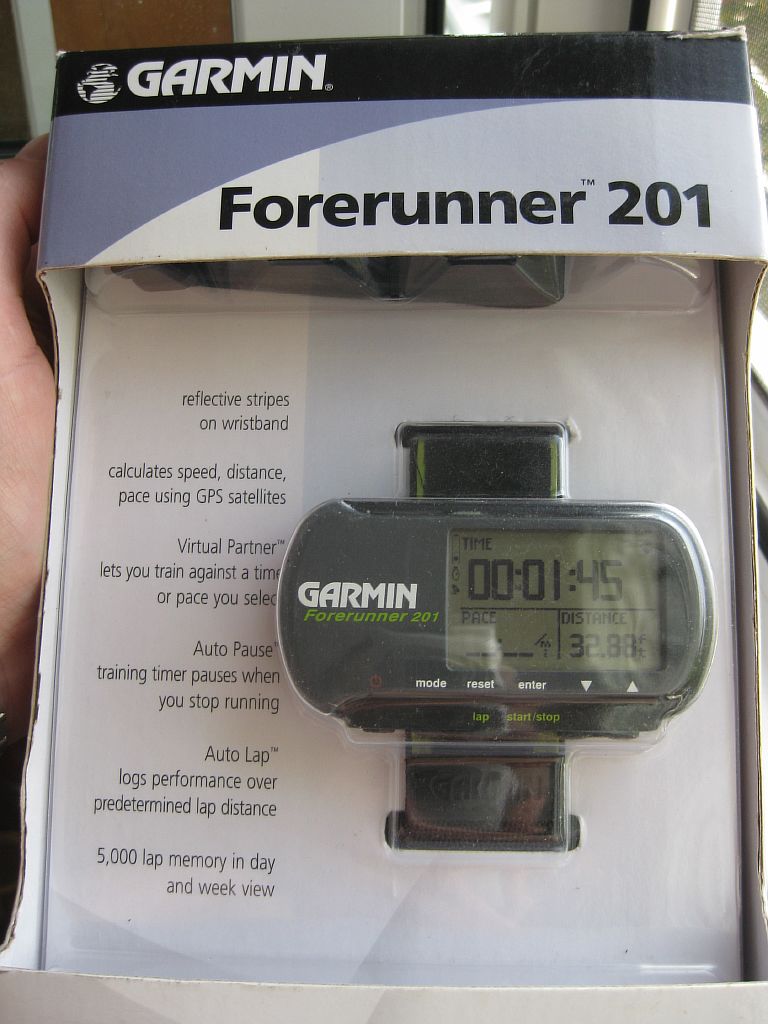 GARMIN®
Forerunner™ 201
reflective stripes
on wristband
calculates speed, distance,
pace using GPS satellites
Virtual Partner™
lets you train against a time
or pace you select
Auto Pause™
training timer pauses when
you stop running
Auto Lap™
logs performance over
predetermined lap distance
5,000 lap memory in day
and week view
TIME
00:01:45
PACE DISTANCE
32.88
GARMIN
Forerunner 201
mode reset enter ▼ ▲
lap start/stop
GARMIN